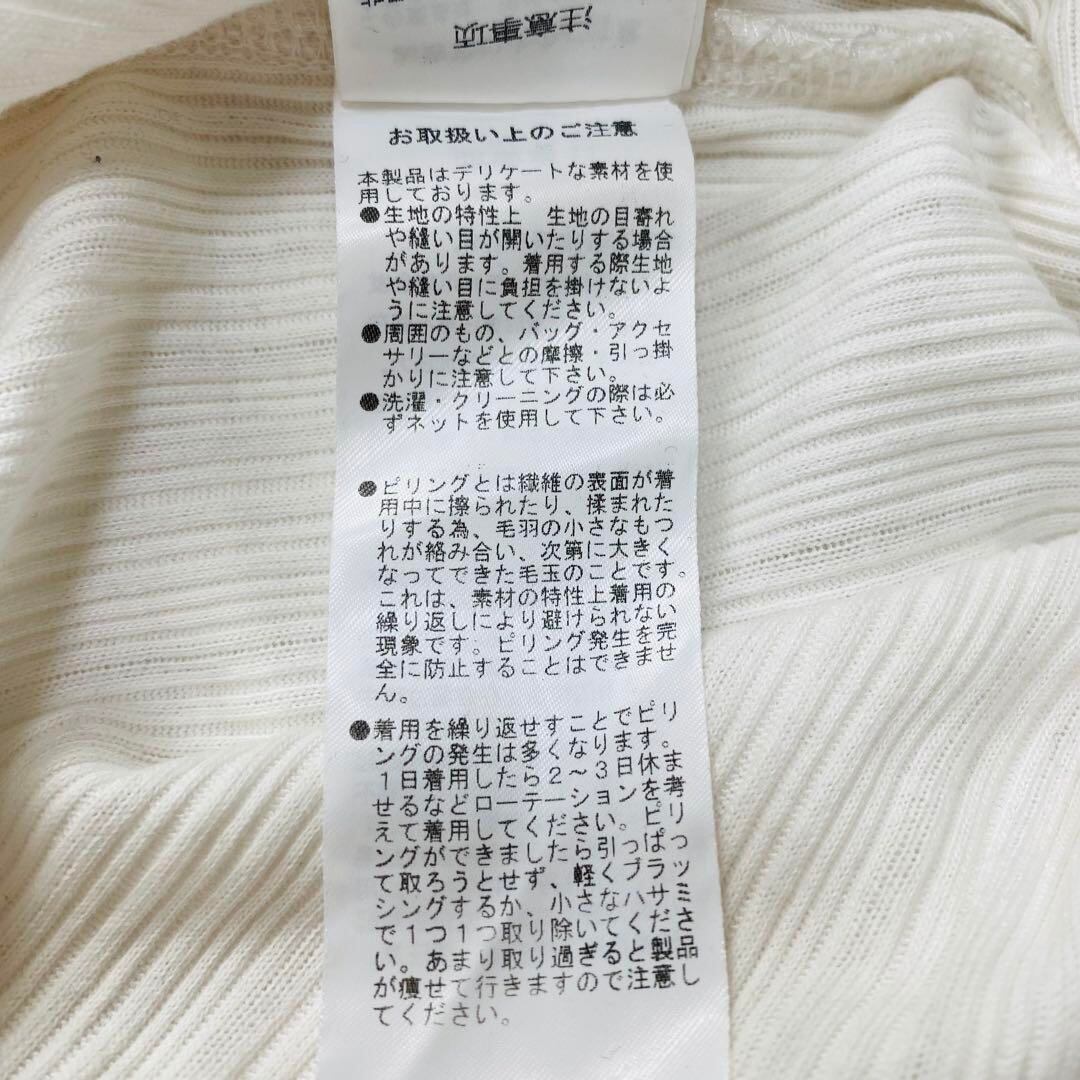 注意事項
お取扱い上のご注意
本製品はデリケートな素材を使
用しております。
●生地の特性上 生地の目寄れ
や縫い目が開いたりする場合
があります。着用する際生地
や縫い目に負担を掛けないよ
うに注意してください。
●周囲のもの、バッグ・アクセ
サリーなどとの摩擦・引っ掛
かりに注意して下さい。
●洗濯・クリーニングの際は必
ずネットを使用して下さい。
●ピリングとは繊維の表面が着
用中に擦られたり、揉まれた
りする為、毛羽の小さなもつ
れが絡み合い、次第に大きく
なってできた毛玉のことです。
これは、素材の特性上着用の
繰り返しにより避けられない
現象です。ピリング発生を完
全に防止することはできませ
ん。
●着用を繰り返せすことでピリ
ングの発生は多くなります。
1日着用したら2～3日休ま
せるなどローテーションを考
えて着用してください。ピリ
ングができましたら引っぱっ
て取ろうとせず、軽くブラッ
シングするか、小さなハサミ
で1つ1つ取り除いてくださ
い。あまり取り過ぎると製品
が痩せて行きますので注意し
てください。